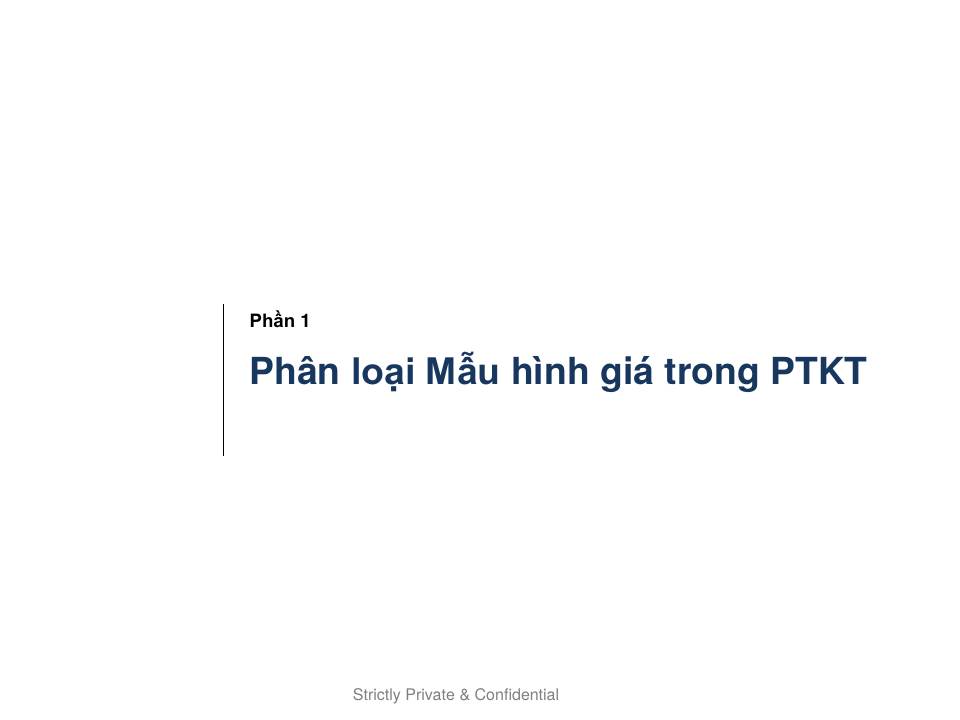 Phần 1
Phân loại Mẫu hình giá trong PTKT
Strictly Private & Confidential